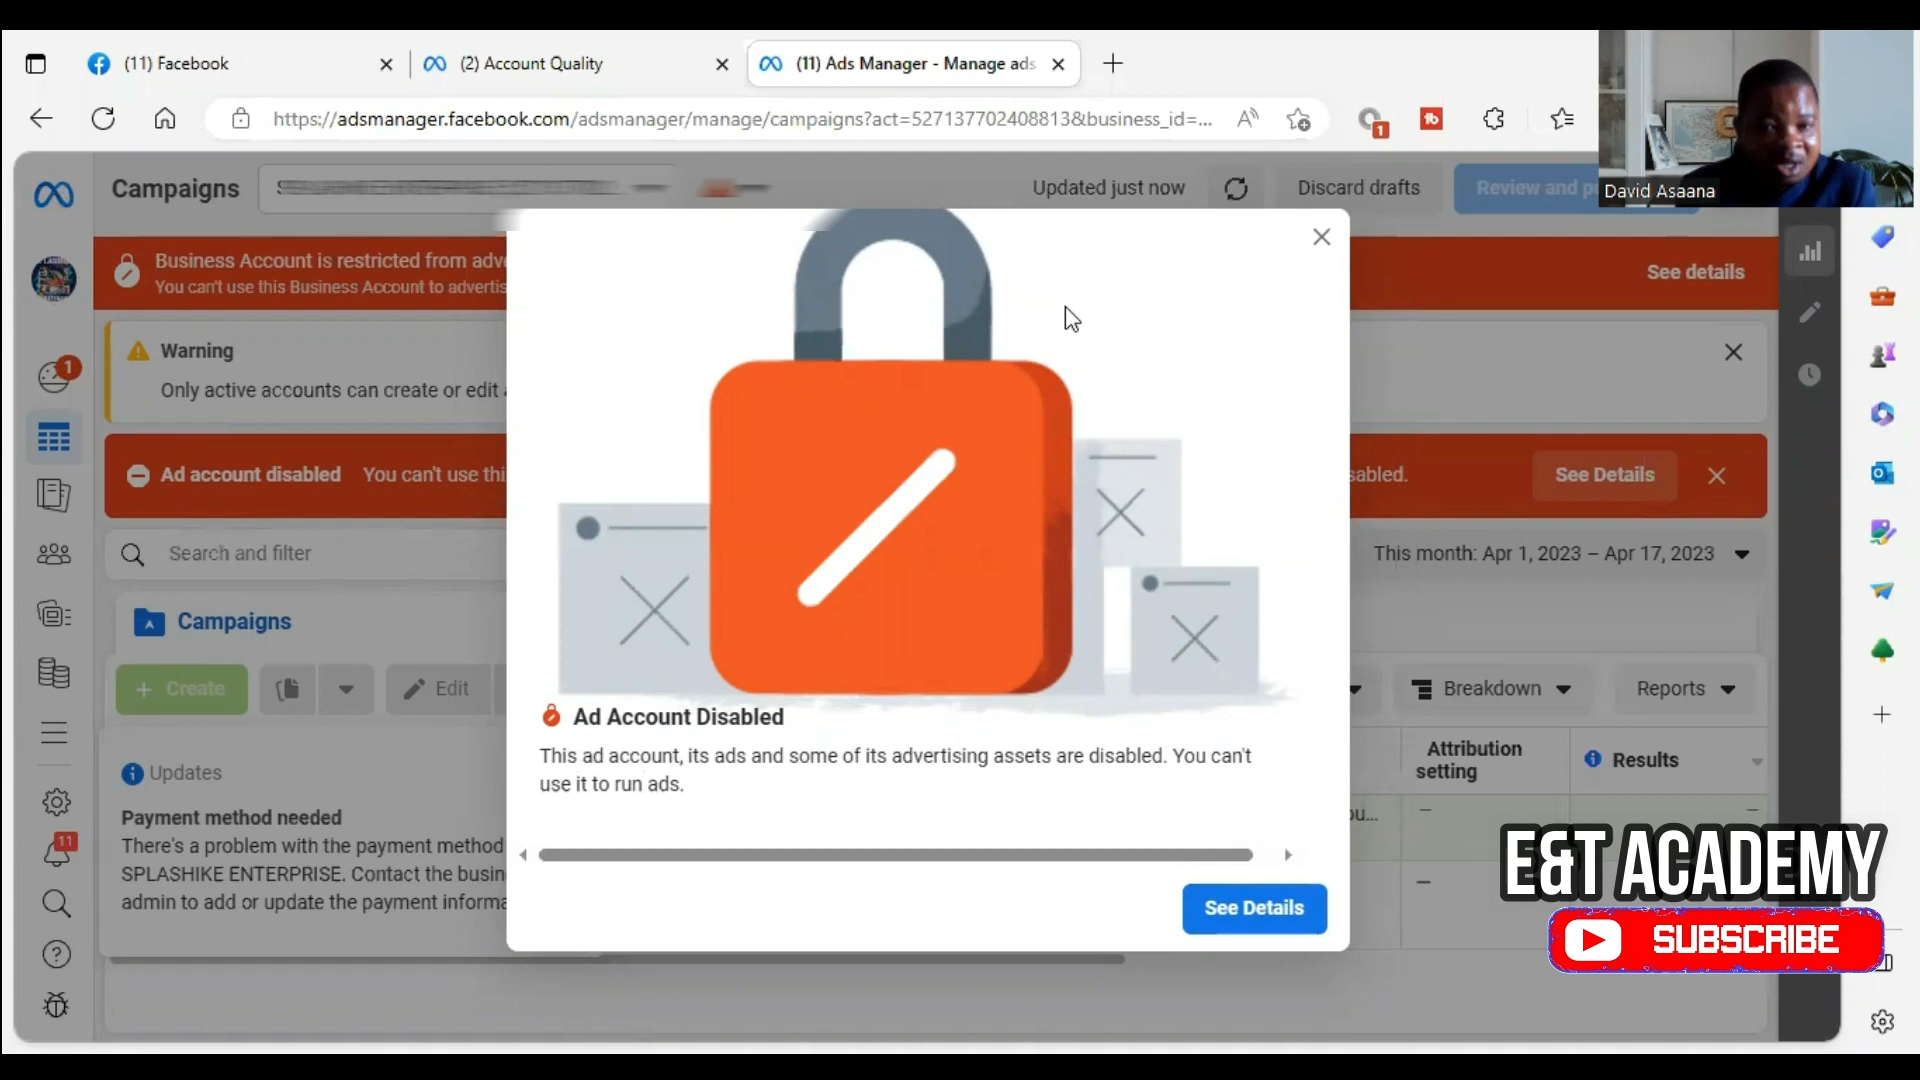 (11) Facebook
(2) Account Quality
(11) Ads Manager - Manage ads
https://adsmanager.facebook.com/adsmanager/manage/campaigns?act=527137702408813&business_id=...
1
David Asaana
Campaigns
Updated just now
Discard drafts
Review and p
Business Account is restricted from adv
You can't use this Business Account to advertis
See details
Warning
Only active accounts can create or edit
1
Ad account disabled
You can't use thi
sabled.
See Details
Search and filter
This month: Apr 1, 2023 – Apr 17, 2023
Campaigns
+ Create
Edit
Breakdown
Reports
Ad Account Disabled
This ad account, its ads and some of its advertising assets are disabled. You can't
use it to run ads.
See Details
Attribution
setting
Results
ou...
Updates
Payment method needed
There's a problem with the payment method
SPLASHIKE ENTERPRISE. Contact the busin
admin to add or update the payment informa
11
E&T ACADEMY
SUBSCRIBE